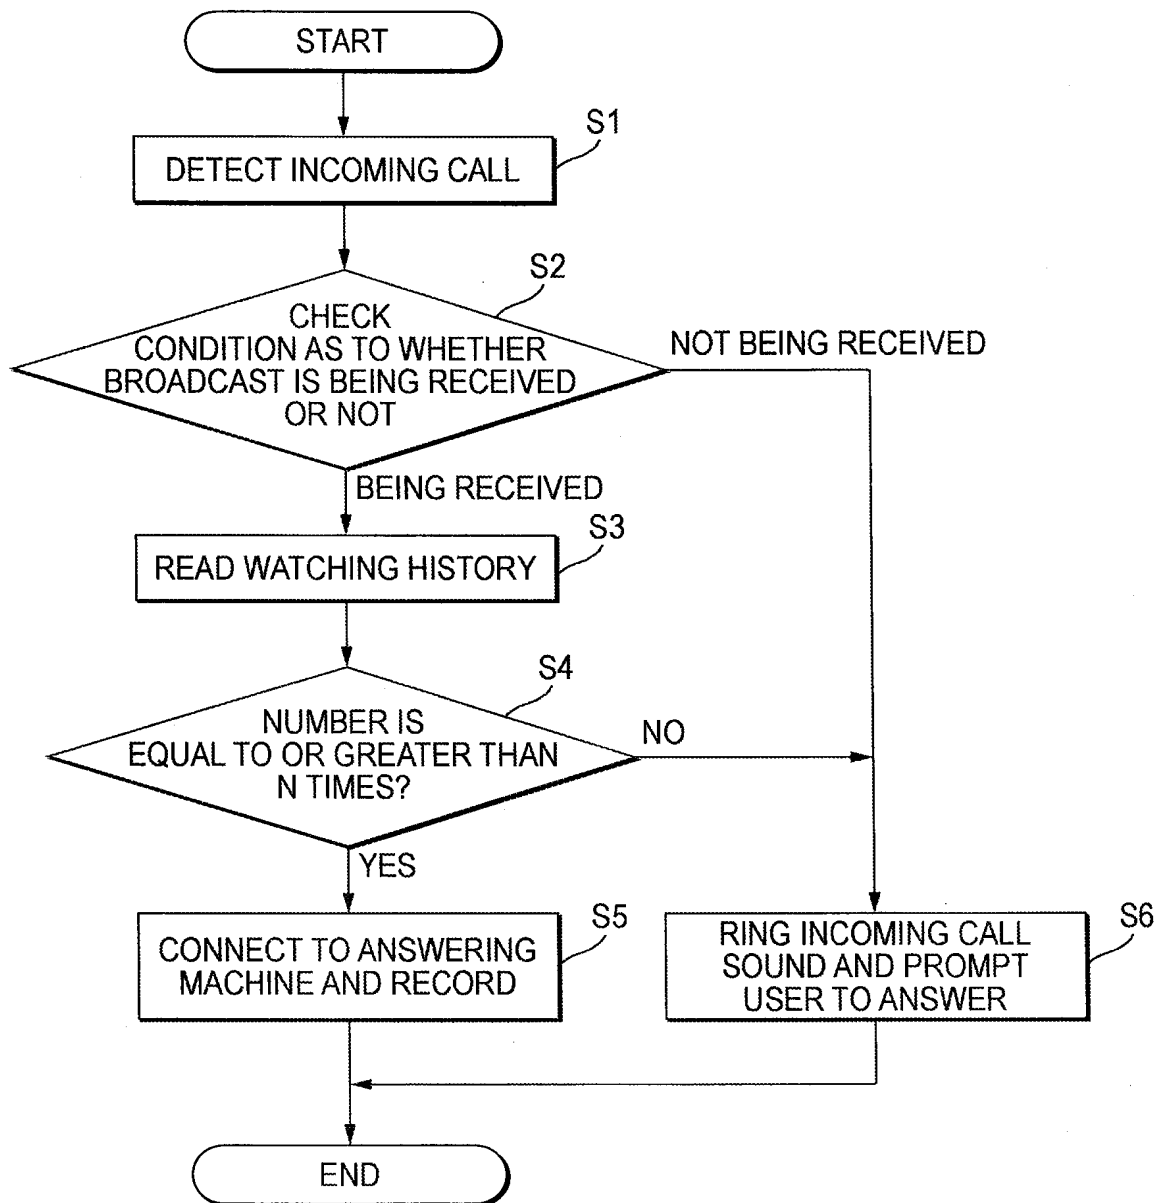 START
S1
DETECT INCOMING CALL
S2
CHECK
CONDITION AS TO WHETHER
BROADCAST IS BEING RECEIVED
OR NOT
NOT BEING RECEIVED
BEING RECEIVED
S3
READ WATCHING HISTORY
S4
NUMBER IS
EQUAL TO OR GREATER THAN
N TIMES?
NO
YES
S5
CONNECT TO ANSWERING
MACHINE AND RECORD
S6
RING INCOMING CALL
SOUND AND PROMPT
USER TO ANSWER
END